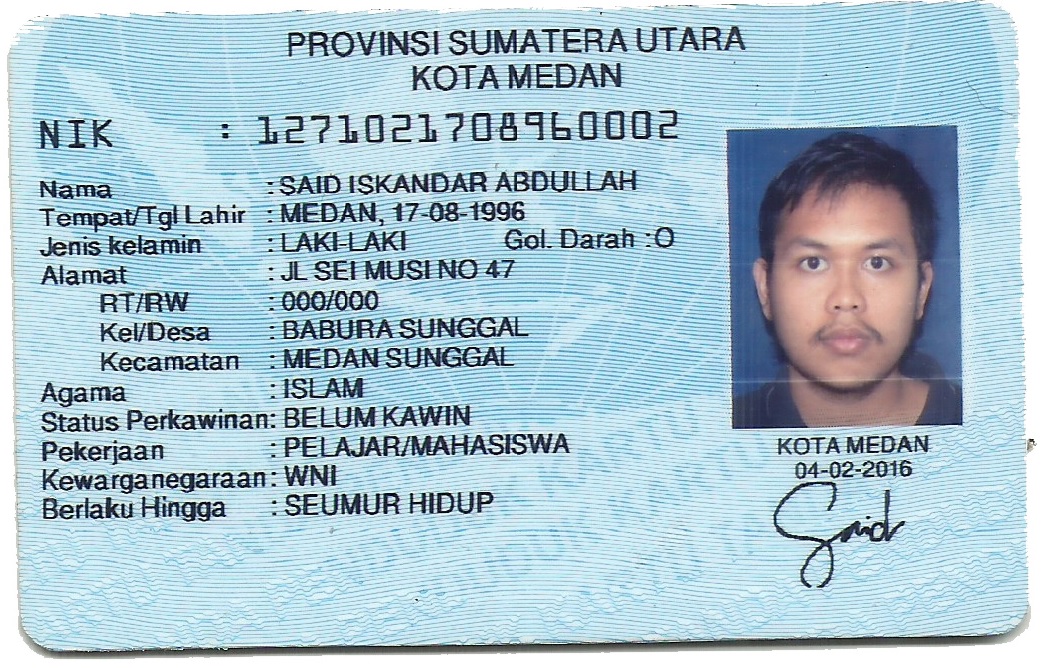 PROVINSI SUMATERA UTARA
KOTA MEDAN
NIK : 1271021708960002
Nama : SAID ISKANDAR ABDULLAH
Tempat/Tgl Lahir : MEDAN, 17-08-1996
Jenis kelamin : LAKI-LAKI Gol. Darah :O
Alamat : JL SEI MUSI NO 47
RT/RW : 000/000
Kel/Desa : BABURA SUNGGAL
Kecamatan : MEDAN SUNGGAL
Agama : ISLAM
Status Perkawinan: BELUM KAWIN
Pekerjaan : PELAJAR/MAHASISWA
Kewarganegaraan: WNI
Berlaku Hingga : SEUMUR HIDUP
KOTA MEDAN
04-02-2016
Said